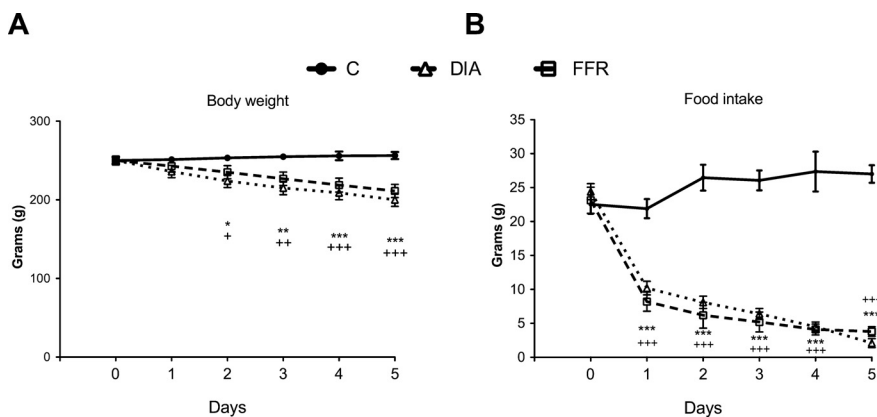 A
B
C DIA FFR
Body weight
Food intake
300
200
250
0
Grams (g)
0 1 2 3 4 5
Days
* ** *** ***
+ ++ +++ +++
35
30
25
20
15
10
5
0
Grams (g)
0 1 2 3 4 5
Days
+++
***
*** *** *** ***
+++ +++ +++ +++